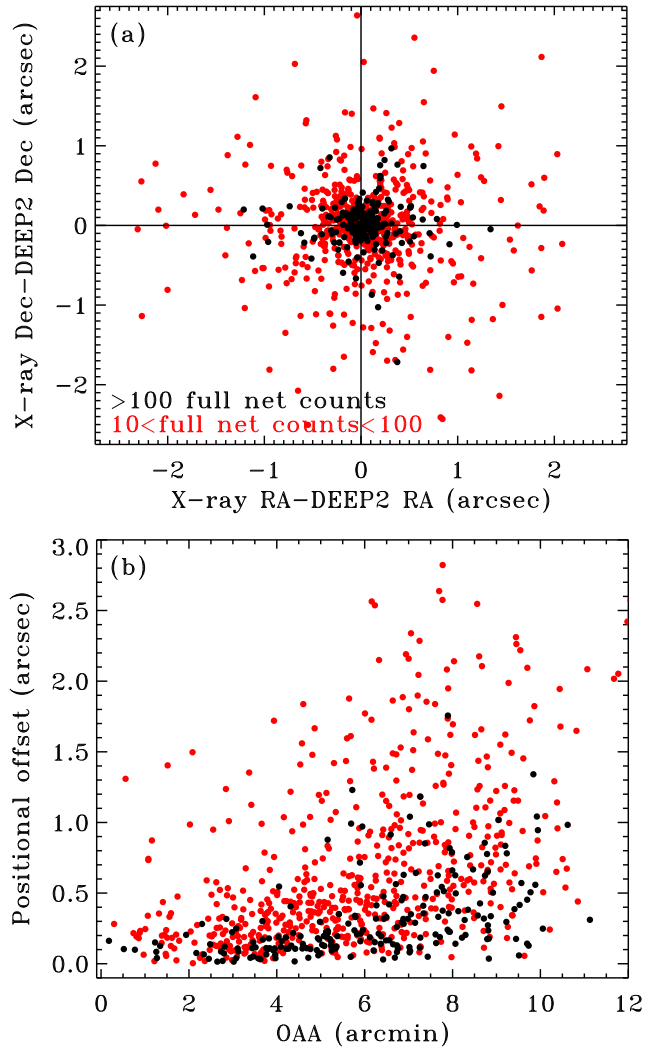 (a)
X-ray Dec-DEEP2 Dec (arcsec)
2
1
0
−1
−2
>100 full net counts
10<full net counts<100
−2 −1 0 1 2
X-ray RA-DEEP2 RA (arcsec)
(b)
Positional offset (arcsec)
3.0
2.5
2.0
1.5
1.0
0.5
0.0
0 2 4 6 8 10 12
OAA (arcmin)